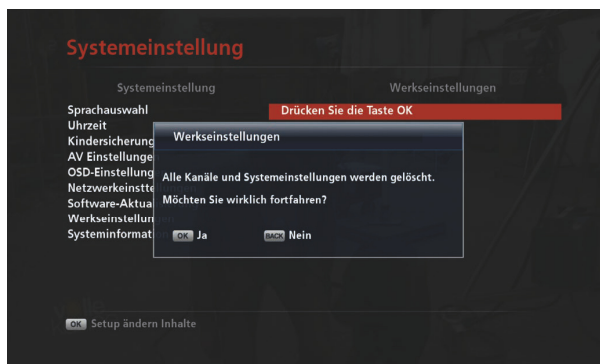 Systemeinstellung
Systemeinstellung Werkseinstellungen
Sprachauswahl Drücken Sie die Taste OK
Uhrzeit
Kindersicherung
AV Einstellunge
OSD-Einstellung
Netzwerkeinstte
Software-Aktua
Werkseinstellun
Systeminformat
Werkseinstellungen
Alle Kanäle und Systemeinstellungen werden gelöscht.
Möchten Sie wirklich fortfahren?
OK Ja BACK Nein
OK Setup ändern Inhalte